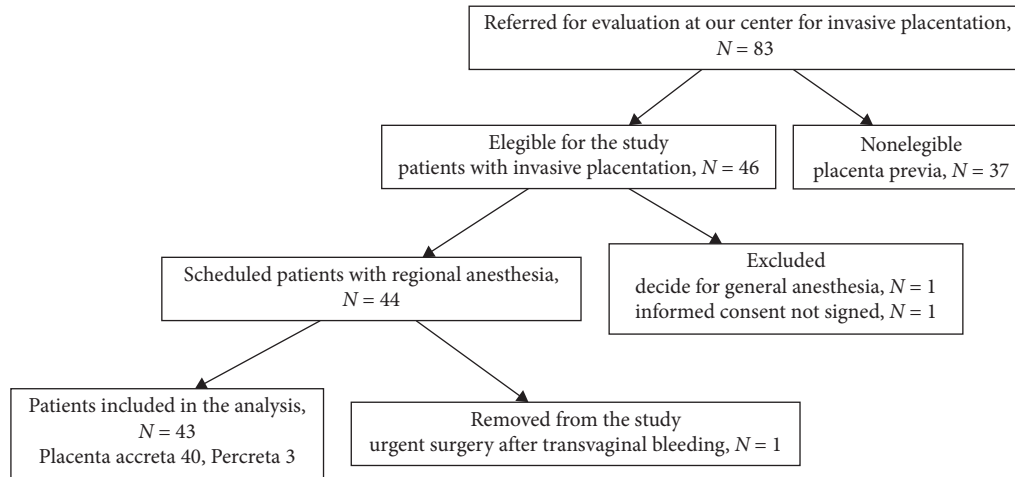 Referred for evaluation at our center for invasive placentation,
N = 83
Elegible for the study
patients with invasive placentation, N = 46
Nonelegible
placenta previa, N = 37
Scheduled patients with regional anesthesia,
N = 44
Excluded
decide for general anesthesia, N = 1
informed consent not signed, N = 1
Patients included in the analysis,
N = 43
Placenta accreta 40, Percreta 3
Removed from the study
urgent surgery after transvaginal bleeding, N = 1